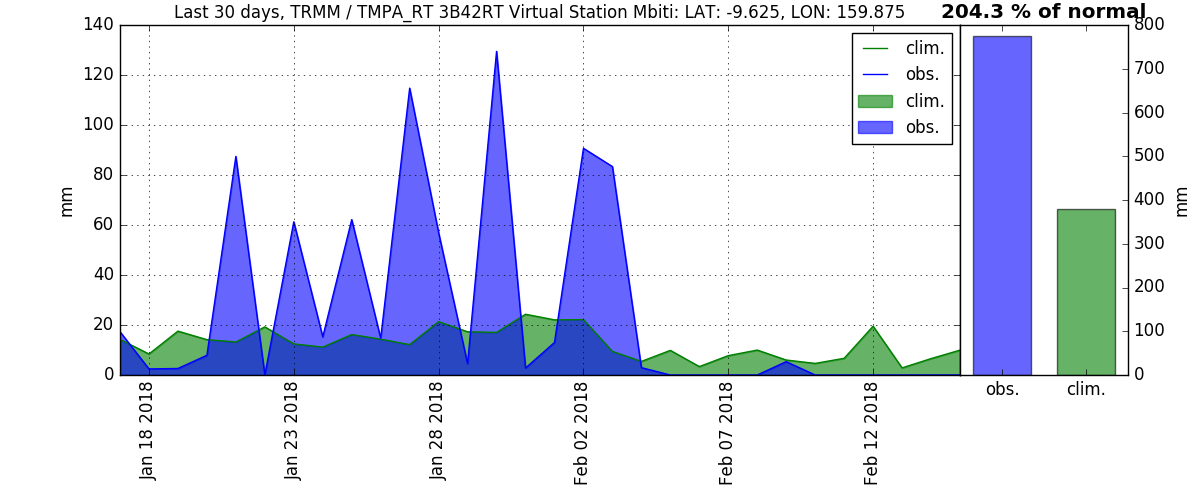 Last 30 days, TRMM / TMPA_RT 3B42RT Virtual Station Mbiti: LAT: -9.625, LON: 159.875
204.3 % of normal
mm
140
120
100
80
60
40
20
0
clim.
obs.
clim.
obs.
Jan 18 2018
Jan 23 2018
Jan 28 2018
Feb 02 2018
Feb 07 2018
Feb 12 2018
800
700
600
500
400
300
200
100
0
mm
obs.
clim.